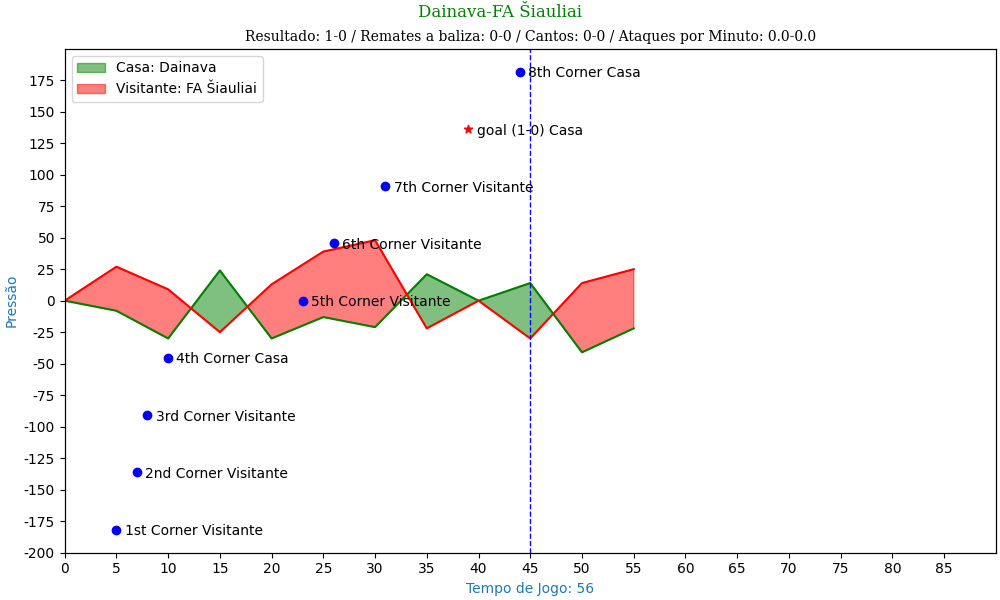 Dainava-FA Šiauliai
Resultado: 1-0 / Remates a baliza: 0-0 / Cantos: 0-0 / Ataques por Minuto: 0.0-0.0
Casa: Dainava
Visitante: FA Šiauliai
8th Corner Casa
goal (1-0) Casa
7th Corner Visitante
6th Corner Visitante
5th Corner Visitante
4th Corner Casa
3rd Corner Visitante
2nd Corner Visitante
1st Corner Visitante
Pressão
175
150
125
100
75
50
25
0
-25
-50
-75
-100
-125
-150
-175
-200
0 5 10 15 20 25 30 35 40 45 50 55 60 65 70 75 80 85
Tempo de Jogo: 56